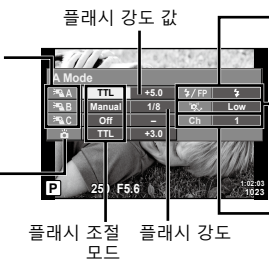 플래시 강도 값
A Mode
A TTL +5.0 /FP
B Manual 1/8 Low
C Off – Ch 1
TTL +3.0
P 250 F5.6 1:02:03
1023
플래시 조절 플래시 강도
모드